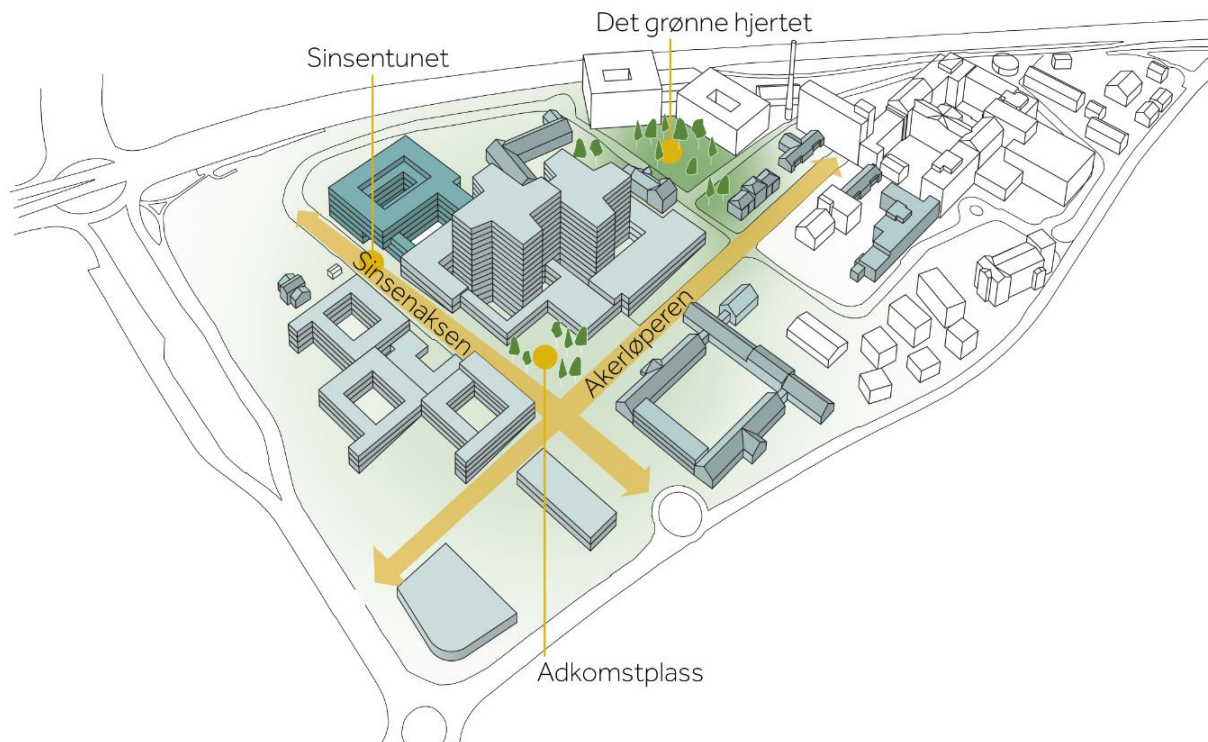 Det grønne hjertet
Sinsentunet
Sinsenaksen
Akerløperen
Adkomstplass